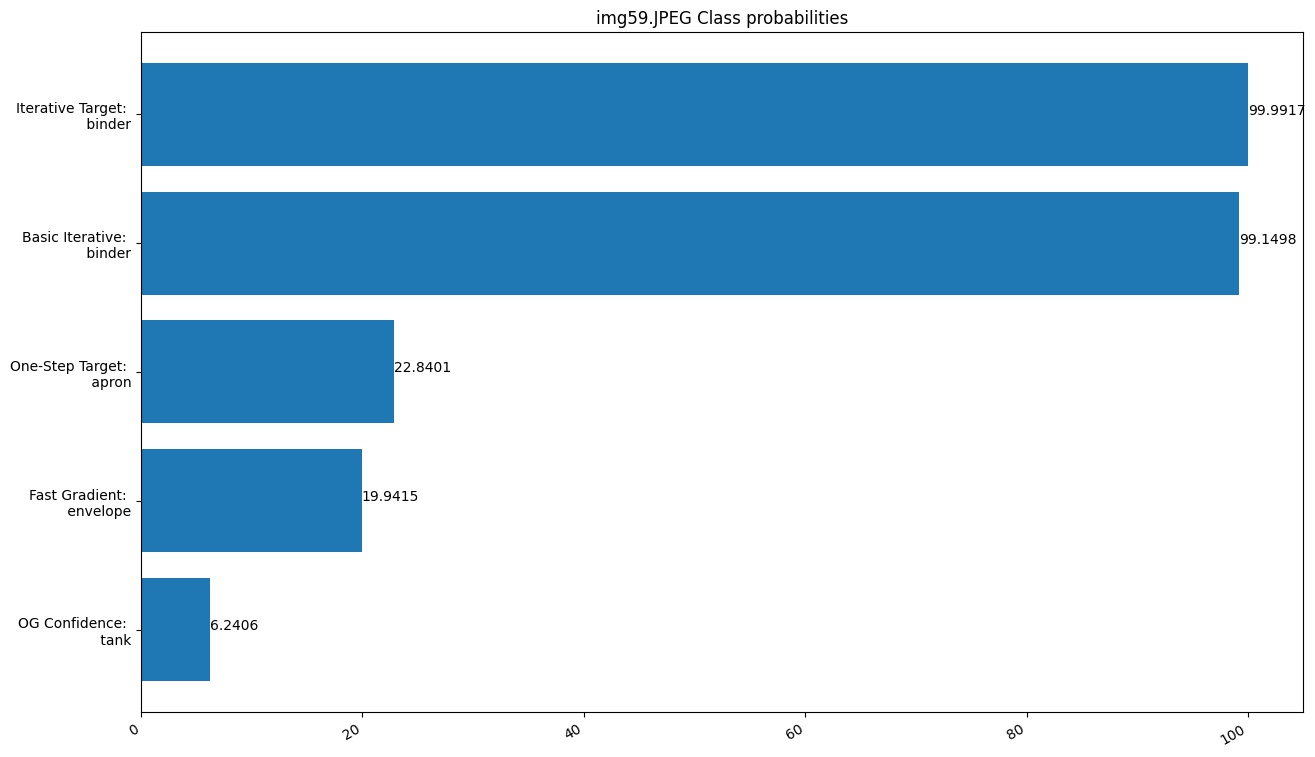 img59.JPEG Class probabilities
Iterative Target:
binder
99.9917
Basic Iterative:
binder
99.1498
One-Step Target:
apron
22.8401
Fast Gradient:
envelope
19.9415
OG Confidence:
tank
6.2406
0
20
40
60
80
100